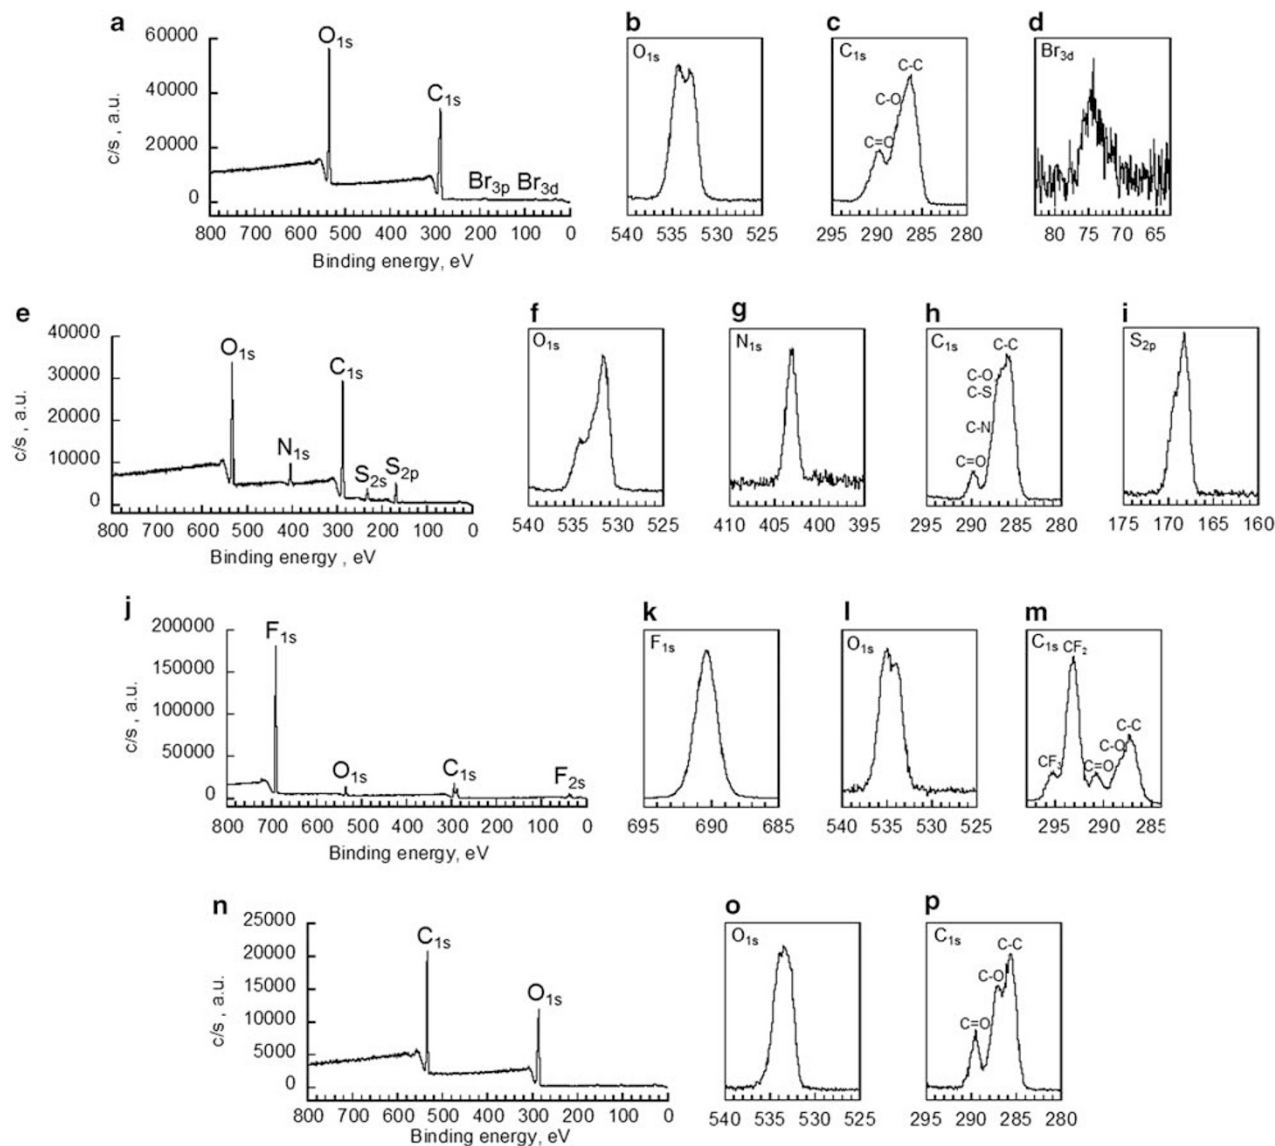 a
60000
40000
20000
0
c/s , a.u.
O1s
C1s
Br3p Br3d
800 700 600 500 400 300 200 100 0
Binding energy, eV
b
O1s
540 535 530 525
c
C1s
C-C
C-O
C=O
295 290 285 280
d
Br3d
80 75 70 65
e
40000
30000
20000
10000
0
c/s , a.u.
O1s
N1s
C1s
S2s
S2p
800 700 600 500 400 300 200 100 0
Binding energy , eV
f
O1s
540 535 530 525
g
N1s
410 405 400 395
h
C1s
C-C
C-O
C-S
C-N
C=O
295 290 285 280
i
S2p
175 170 165 160
j
200000
150000
100000
50000
0
c/s , a.u.
F1s
O1s
C1s
F2s
800 700 600 500 400 300 200 100 0
Binding energy, eV
k
F1s
695 690 685
l
O1s
540 535 530 525
m
C1s
CF2
C-C
C-O
CF3
C=O
295 290 285
n
25000
20000
15000
10000
5000
0
c/s , a.u.
C1s
O1s
800 700 600 500 400 300 200 100 0
Binding energy, eV
o
O1s
540 535 530 525
p
C1s
C-C
C-O
C=O
295 290 285 280